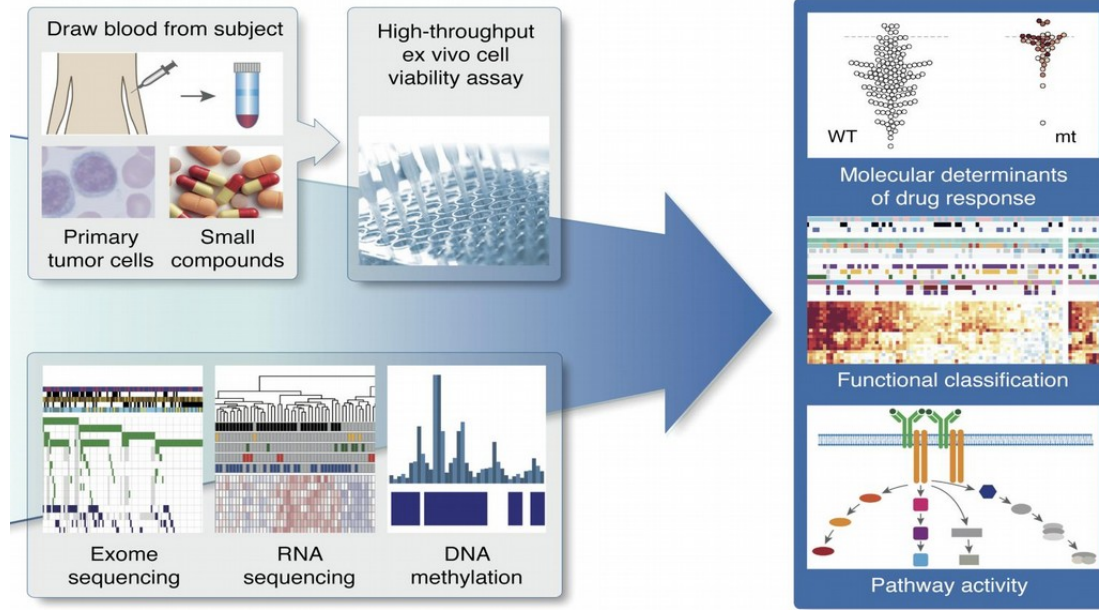 Draw blood from subject
Primary
tumor cells
Small
compounds
High-throughput
ex vivo cell
viability assay
Exome
sequencing
RNA
sequencing
DNA
methylation
WT
mt
Molecular determinants
of drug response
Functional classification
Pathway activity